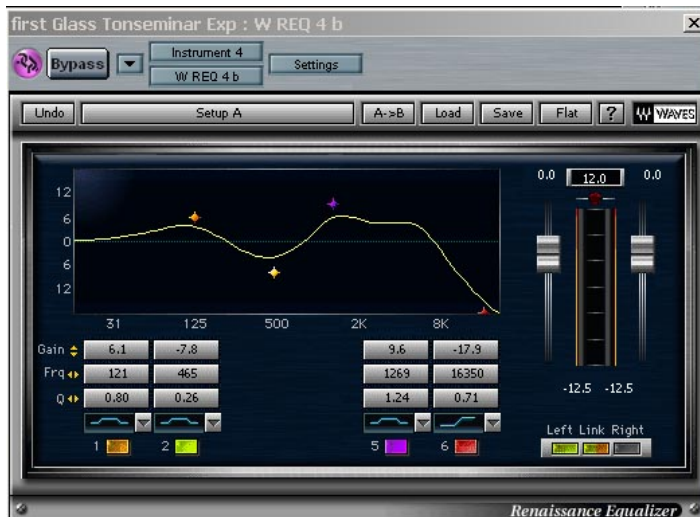 first Glass Tonseminar Exp : W REQ 4 b
Bypass
Instrument 4
W REQ 4 b
Settings
Undo Setup A A->B Load Save Flat ? WAVES
12
6
0
6
12
31 125 500 2K 8K
0.0 12.0 0.0
-12.5 -12.5
Gain 6.1 -7.8 9.6 -17.9
Frq 121 465 1269 16350
Q 0.80 0.26 1.24 0.71
1 2 5 6
Left Link Right
Renaissance Equalizer